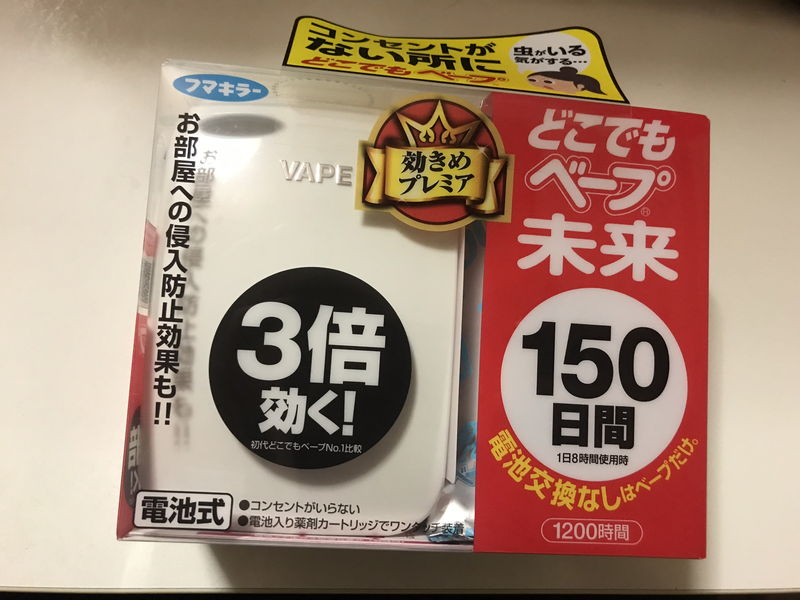 コンセントが
ない所に
どこでもベープ®
虫がいる
気がする…
フマキラー
お部屋への侵入防止効果も!!
VAPE
効きめ
プレミア
3倍
効く!
初代どこでもベープNo.1比較
電池式
●コンセントがいらない
●電池入り薬剤カートリッジでワンタッチ装着
どこでも
ベープ®
未来
150
日間
1日8時間使用時
電池交換なしはベープだけ。
1200時間